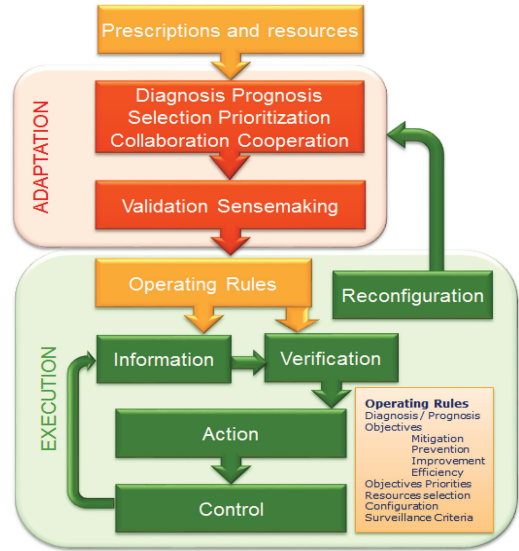 Prescriptions and resources
ADAPTATION
Diagnosis Prognosis
Selection Prioritization
Collaboration Cooperation
Validation Sensemaking
EXECUTION
Operating Rules
Reconfiguration
Information
Verification
Action
Control
Operating Rules
Diagnosis / Prognosis
Objectives
Mitigation
Prevention
Improvement
Efficiency
Objectives Priorities
Resources selection
Configuration
Surveillance Criteria